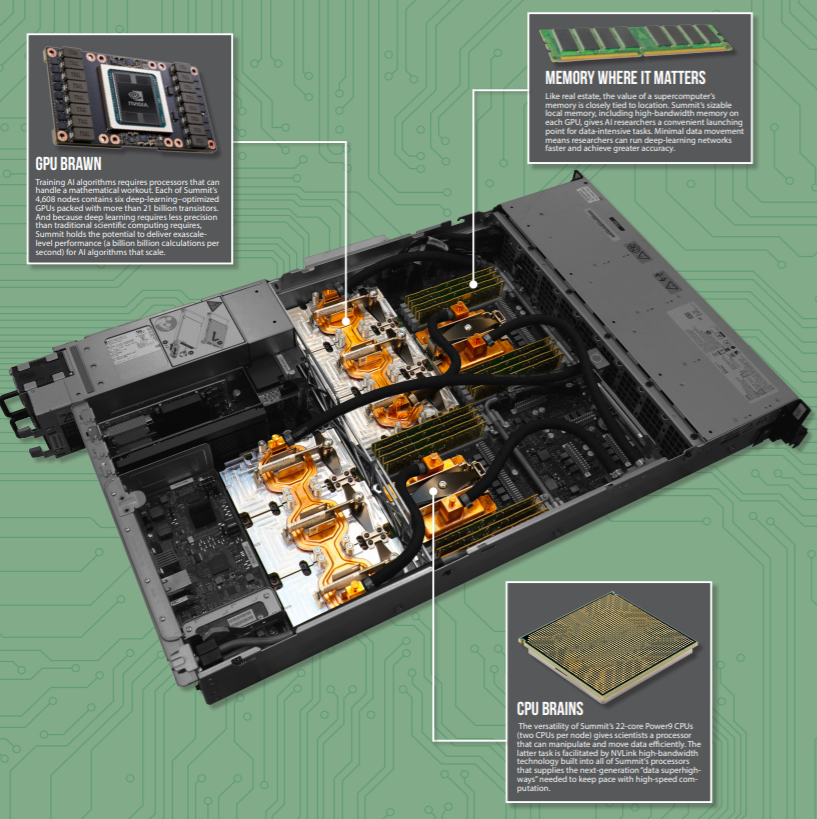 NVIDIA
GPU BRAWN
Training AI algorithms requires processors that can
handle a mathematical workout. Each of Summit's
4,608 nodes contains six deep-learning–optimized
GPUs packed with more than 21 billion transistors.
And because deep learning requires less precision
than traditional scientific computing requires,
Summit holds the potential to deliver exascale-
level performance (a billion billion calculations per
second) for AI algorithms that scale.
MEMORY WHERE IT MATTERS
Like real estate, the value of a supercomputer's
memory is closely tied to location. Summit's sizable
local memory, including high-bandwidth memory on
each GPU, gives AI researchers a convenient launching
point for data-intensive tasks. Minimal data movement
means researchers can run deep-learning networks
faster and achieve greater accuracy.
CPU BRAINS
The versatility of Summit's 22-core Power9 CPUs
(two CPUs per node) gives scientists a processor
that can manipulate and move data efficiently. The
latter task is facilitated by NVLink high-bandwidth
technology built into all of Summit's processors
that supplies the next-generation "data superhigh-
ways" needed to keep pace with high-speed com-
putation.